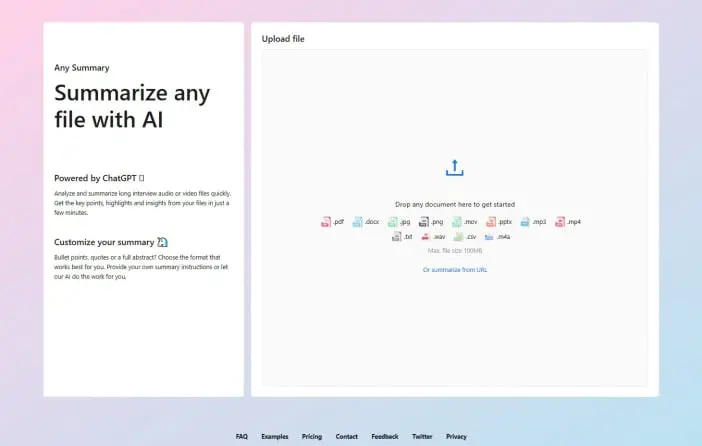 Any Summary
Summarize any
file with AI
Powered by ChatGPT
Analyze and summarize long interview audio or video files quickly.
Get the key points, highlights and insights from your files in just a
few minutes.
Customize your summary
Bullet points, quotes or a full abstract? Choose the format that
works best for you. Provide your own summary instructions or let
our AI do the work for you.
Upload file
Drop any document here to get started
.pdf .docx .jpg .png .mov .pptx .mp3 .mp4
.txt .wav .csv .m4a
Max. file size 100MB
Or summarize from URL
FAQ Examples Pricing Contact Feedback Twitter Privacy